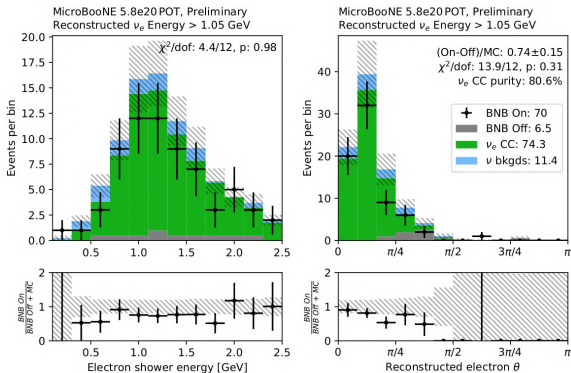 MicroBooNE 5.8e20 POT, Preliminary
Reconstructed νe Energy > 1.05 GeV
χ²/dof: 4.4/12, p: 0.98
Events per bin
20.0
17.5
15.0
12.5
10.0
7.5
5.0
2.5
0.0
BNB On
BNB Off + MC
2
1
0
0.5
1.0
1.5
2.0
2.5
Electron shower energy [GeV]
MicroBooNE 5.8e20 POT, Preliminary
Reconstructed νe Energy > 1.05 GeV
(On-Off)/MC: 0.74±0.15
χ²/dof: 13.9/12, p: 0.31
νe CC purity: 80.6%
BNB On: 70
BNB Off: 6.5
νe CC: 74.3
ν bkgds: 11.4
Events per bin
40
30
20
10
0
0
π/4
π/2
3π/4
π
BNB On
BNB Off + MC
2
1
0
0
π/4
π/2
3π/4
π
Reconstructed electron θ